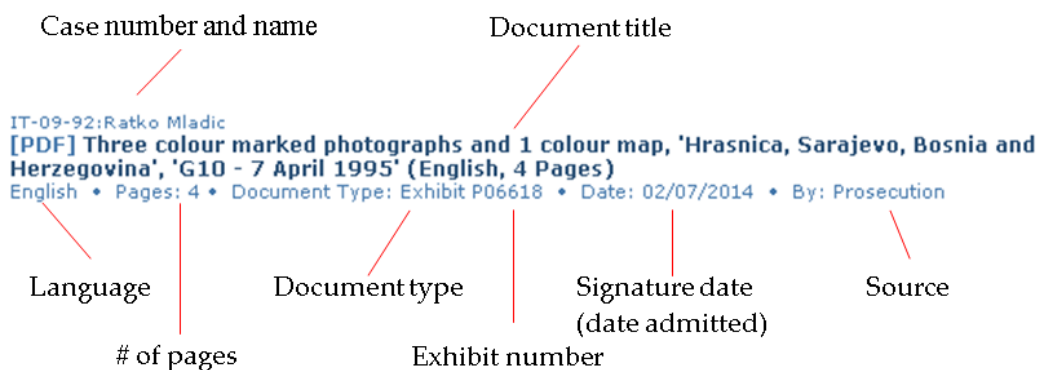 Case number and name
Document title
IT-09-92:Ratko Mladic
[PDF] Three colour marked photographs and 1 colour map, 'Hrasnica, Sarajevo, Bosnia and
Herzegovina', 'G10 - 7 April 1995' (English, 4 Pages)
English • Pages: 4 • Document Type: Exhibit P06618 • Date: 02/07/2014 • By: Prosecution
Language
Document type
Signature date
(date admitted)
Source
# of pages
Exhibit number